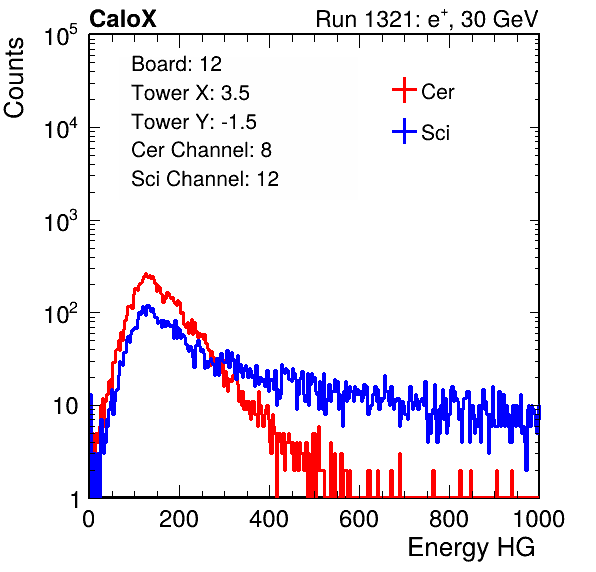 CaloX Run 1321: e⁺, 30 GeV
Counts
10⁵
10⁴
10³
10²
10
1
Board: 12
Tower X: 3.5
Tower Y: -1.5
Cer Channel: 8
Sci Channel: 12
Cer
Sci
0 200 400 600 800 1000
Energy HG